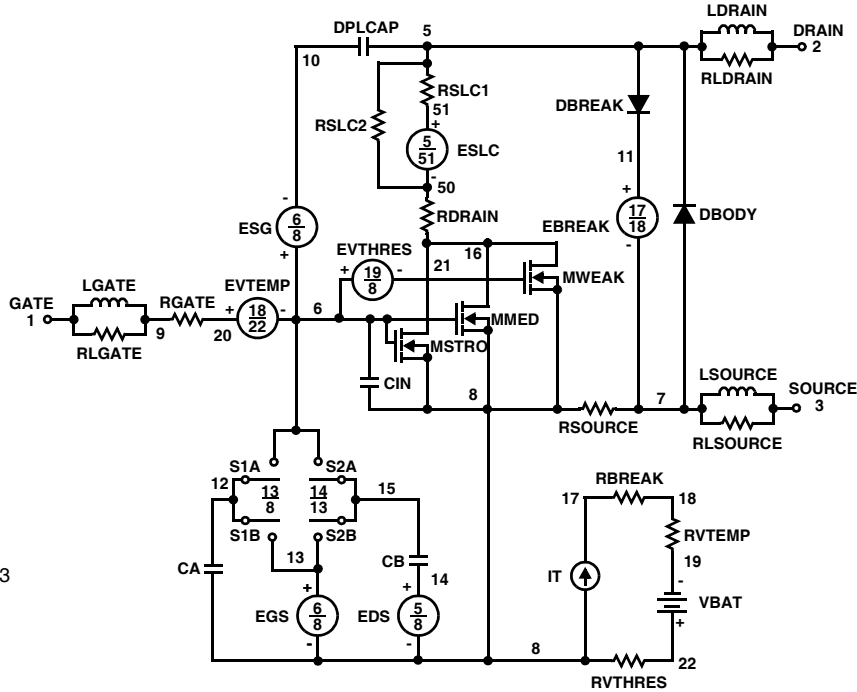 LDRAIN
DPLCAP 5 DRAIN
10 2
RLDRAIN
RSLC1
DBREAK
51
RSLC2 +
5
51
ESLC
11
-
50
- +
17
18
RDRAIN DBODY
6
8
ESG EBREAK
EVTHRES 16 -
+ + 19
8
- 21 MWEAK
LGATE EVTEMP
GATE RGATE + 18
22
- 6 MMED
1 9 20
MSTRO
RLGATE
LSOURCE
CIN 8 7 SOURCE
3
RSOURCE
RLSOURCE
S1A S2A
12 13
8
14
13
15 RBREAK
17 18
S1B S2B
RVTEMP
13 CB 19
CA 14 IT -
3
+ + VBAT
EGS 6
8
EDS 5
8
+
- - 8
22
RVTHRES